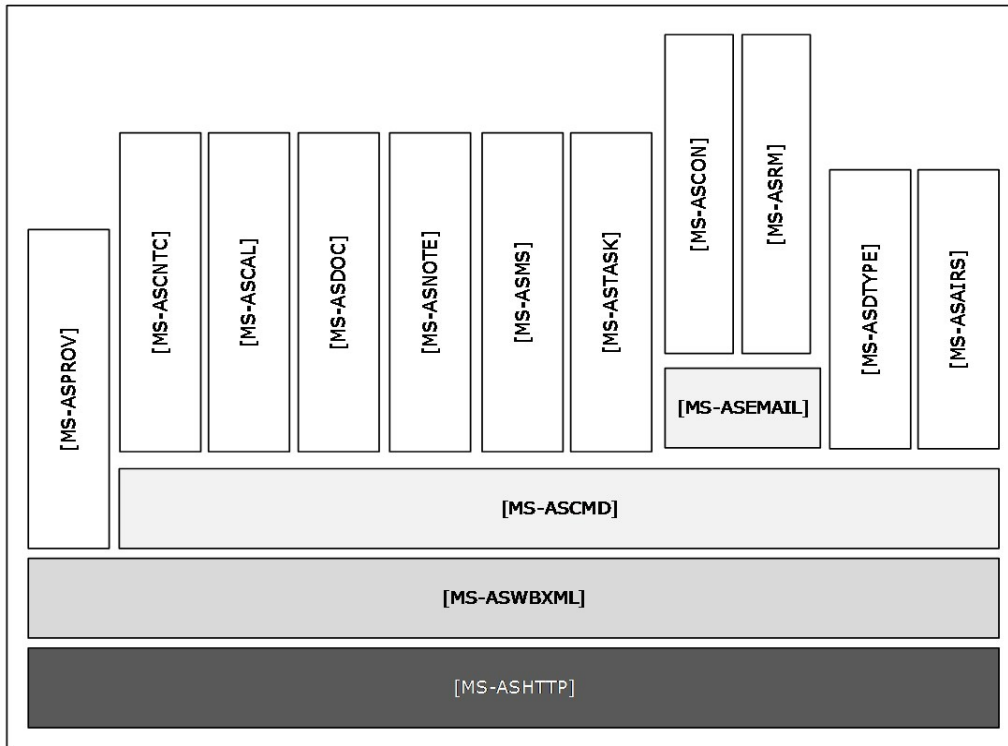 [MS-ASPROV]
[MS-ASCNTC]
[MS-ASCAL]
[MS-ASDOC]
[MS-ASNOTE]
[MS-ASMS]
[MS-ASTASK]
[MS-ASCON]
[MS-ASRM]
[MS-ASDTYPE]
[MS-ASAIRS]
[MS-ASEMAIL]
[MS-ASCMD]
[MS-ASWBXML]
[MS-ASHTTP]